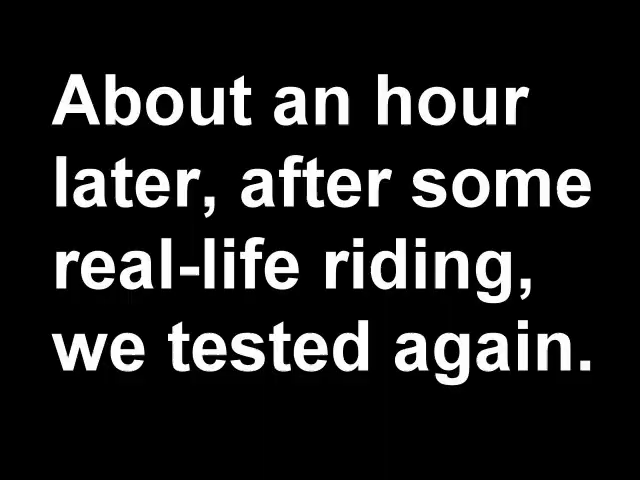 About an hour
later, after some
real-life riding,
we tested again.